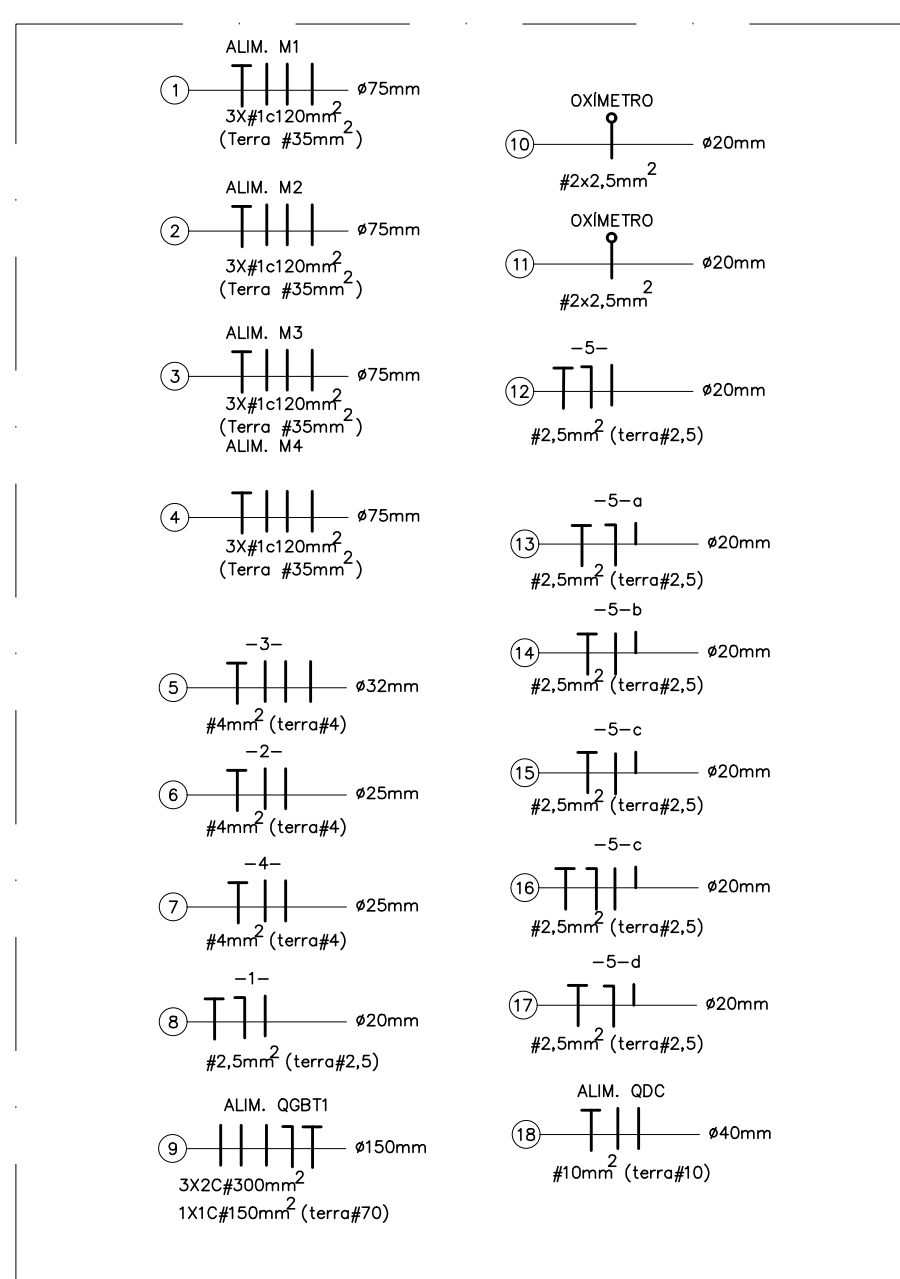 ALIM. M1
1
ø75mm
3X#1c120mm²
(Terra #35mm²)
ALIM. M2
2
ø75mm
3X#1c120mm²
(Terra #35mm²)
ALIM. M3
3
ø75mm
3X#1c120mm²
(Terra #35mm²)
ALIM. M4
4
ø75mm
3X#1c120mm²
(Terra #35mm²)
-3-
5
ø32mm
#4mm² (terra#4)
-2-
6
ø25mm
#4mm² (terra#4)
-4-
7
ø25mm
#4mm² (terra#4)
-1-
8
ø20mm
#2,5mm² (terra#2,5)
ALIM. QGBT1
9
ø150mm
3X2C#300mm²
1X1C#150mm² (terra#70)
OXÍMETRO
10
ø20mm
#2x2,5mm²
OXÍMETRO
11
ø20mm
#2x2,5mm²
-5-
12
ø20mm
#2,5mm² (terra#2,5)
-5-a
13
ø20mm
#2,5mm² (terra#2,5)
-5-b
14
ø20mm
#2,5mm² (terra#2,5)
-5-c
15
ø20mm
#2,5mm² (terra#2,5)
-5-c
16
ø20mm
#2,5mm² (terra#2,5)
-5-d
17
ø20mm
#2,5mm² (terra#2,5)
ALIM. QDC
18
ø40mm
#10mm² (terra#10)